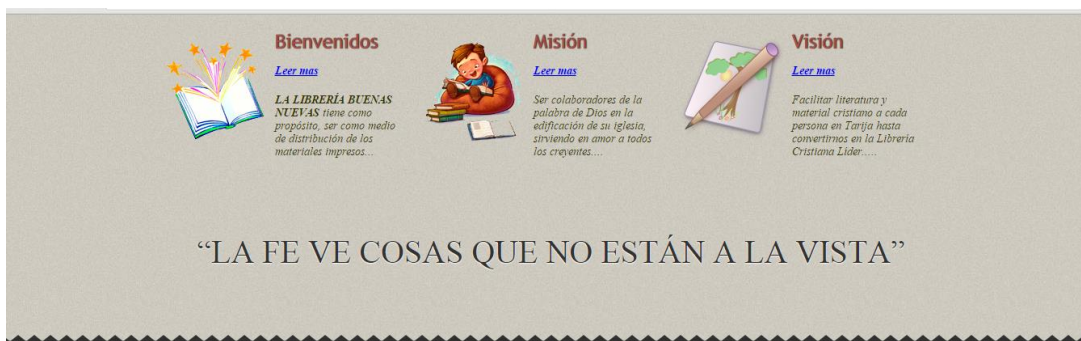 Bienvenidos
Leer mas
LA LIBRERÍA BUENAS
NUEVAS tiene como
propósito, ser como medio
de distribución de los
materiales impresos...
Misión
Leer mas
Ser colaboradores de la
palabra de Dios en la
edificación de su iglesia,
sirviendo en amor a todos
los creyentes....
Visión
Leer mas
Facilitar literatura y
material cristiano a cada
persona en Tarija hasta
convertirnos en la Librería
Cristiana Líder.....
“LA FE VE COSAS QUE NO ESTÁN A LA VISTA”